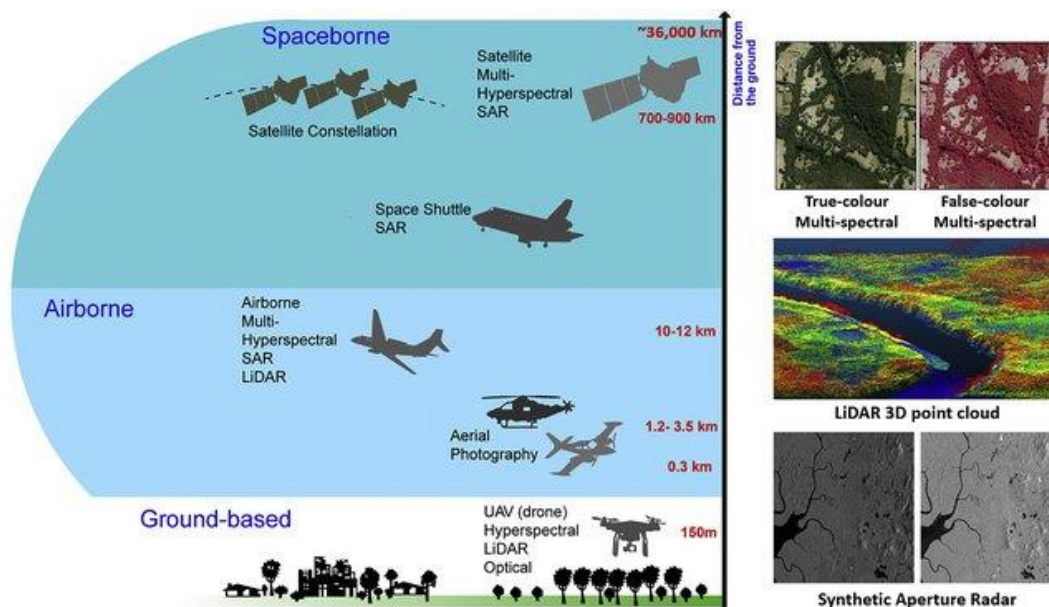 Spaceborne
~36,000 km
Distance from
the ground
Satellite
Multi-
Hyperspectral
SAR
Satellite Constellation
700-900 km
Space Shuttle
SAR
Airborne
Airborne
Multi-
Hyperspectral
SAR
LiDAR
10-12 km
1.2- 3.5 km
Aerial
Photography
0.3 km
Ground-based
UAV (drone)
Hyperspectral
LiDAR
Optical
150m
True-colour
Multi-spectral
False-colour
Multi-spectral
LiDAR 3D point cloud
Synthetic Aperture Radar